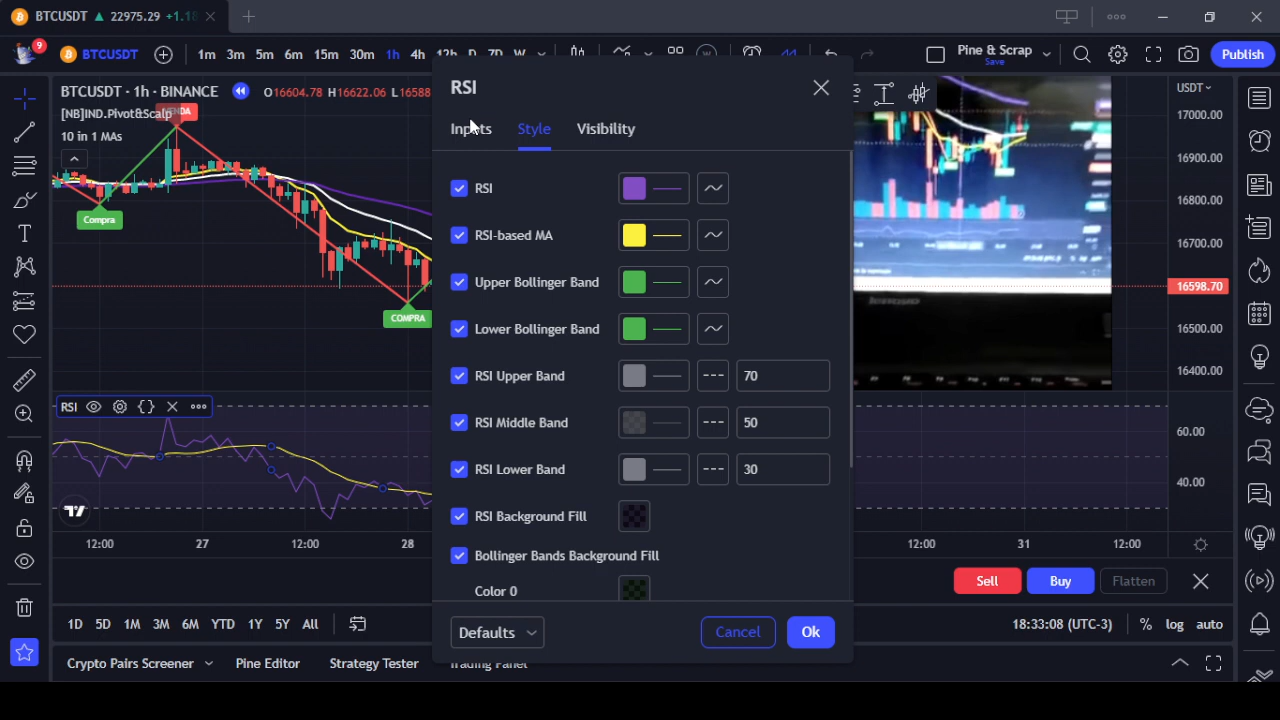 BTCUSDT ▲ 22975.29 +1.18
9
BTCUSDT
1m 3m 5m 6m 15m 30m 1h 4h 12h D 7D W
Pine & Scrap
Save
Publish
BTCUSDT · 1h · BINANCE O16604.78 H16622.06 L16588
[NB]IND.Pivot&Scalp
10 in 1 MAs
Compra
COMPRA
RSI
Inputs Style Visibility
RSI
RSI-based MA
Upper Bollinger Band
Lower Bollinger Band
RSI Upper Band 70
RSI Middle Band 50
RSI Lower Band 30
RSI Background Fill
Bollinger Bands Background Fill
Color 0
Defaults Cancel Ok
USDT
17000.00
16900.00
16800.00
16700.00
16598.70
16500.00
16400.00
RSI
60.00
40.00
12:00 27 12:00 28 12:00 31 12:00
Sell Buy Flatten
1D 5D 1M 3M 6M YTD 1Y 5Y All
18:33:08 (UTC-3) % log auto
Crypto Pairs Screener Pine Editor Strategy Tester Trading Panel